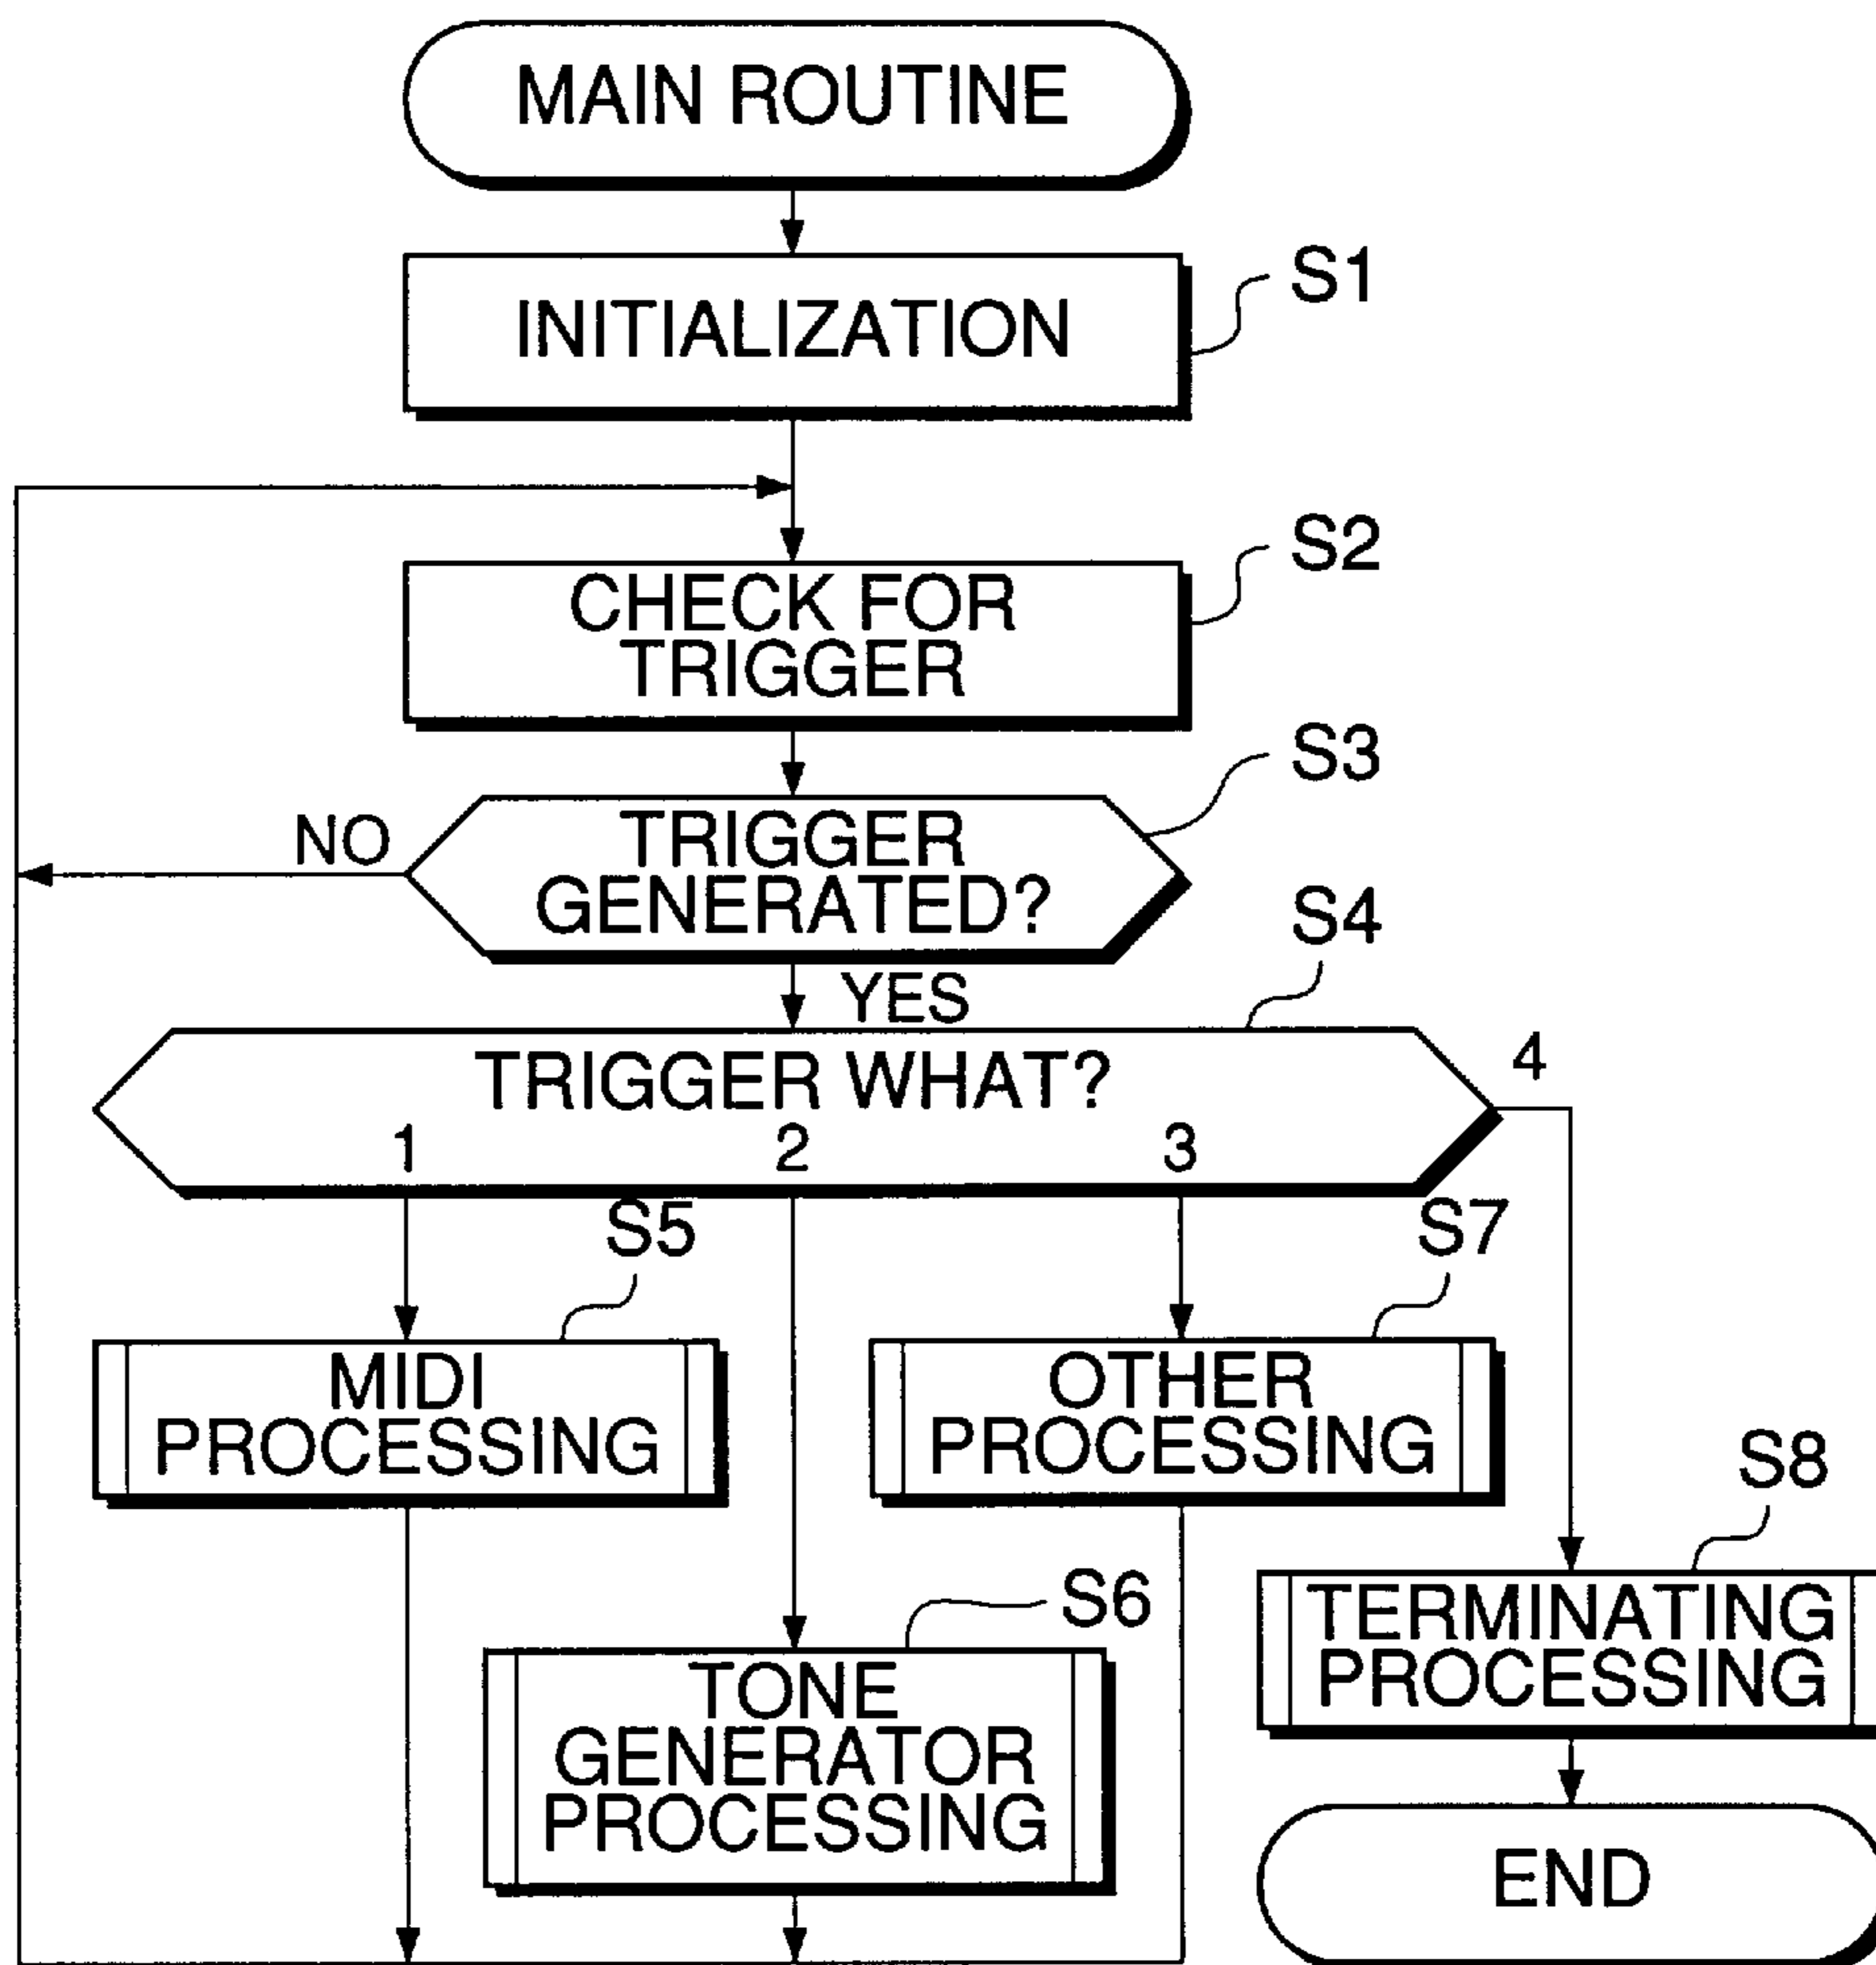 MAIN ROUTINE
INITIALIZATION
S1
CHECK FOR
TRIGGER
S2
TRIGGER
GENERATED?
S3
NO
YES
S4
TRIGGER WHAT?
1
2
3
4
S5
MIDI
PROCESSING
S7
OTHER
PROCESSING
S6
TONE
GENERATOR
PROCESSING
S8
TERMINATING
PROCESSING
END